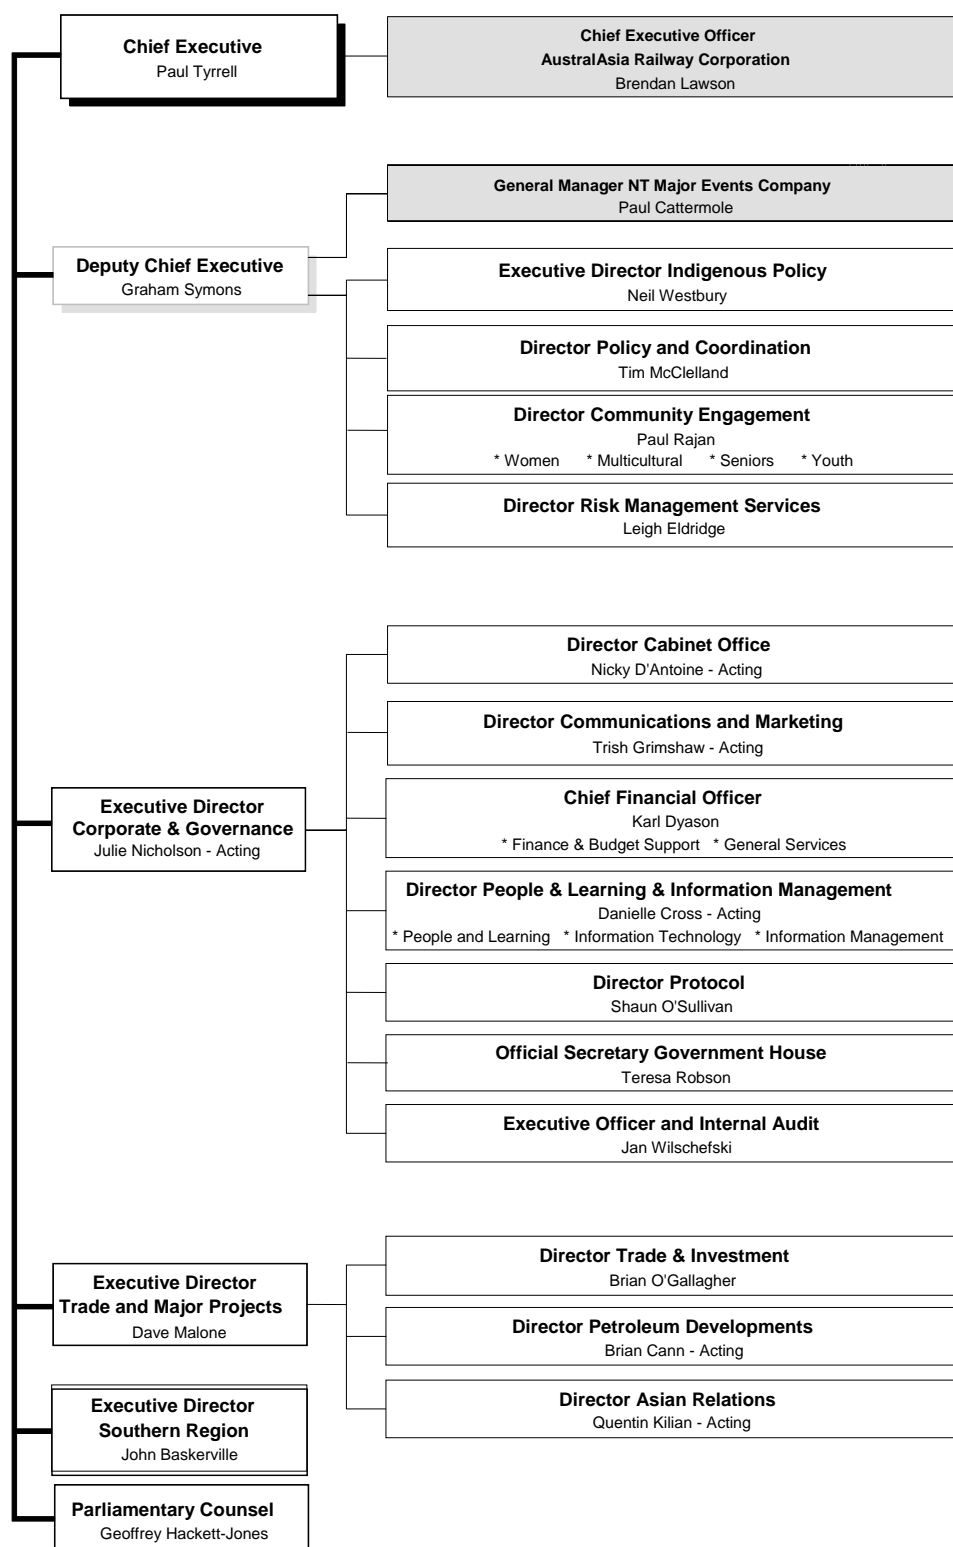 Chief Executive
Paul Tyrrell
Chief Executive Officer
AustralAsia Railway Corporation
Brendan Lawson
General Manager NT Major Events Company
Paul Cattermole
Deputy Chief Executive
Graham Symons
Executive Director Indigenous Policy
Neil Westbury
Director Policy and Coordination
Tim McClelland
Director Community Engagement
Paul Rajan
* Women * Multicultural * Seniors * Youth
Director Risk Management Services
Leigh Eldridge
Executive Director
Corporate & Governance
Julie Nicholson - Acting
Director Cabinet Office
Nicky D'Antoine - Acting
Director Communications and Marketing
Trish Grimshaw - Acting
Chief Financial Officer
Karl Dyason
* Finance & Budget Support * General Services
Director People & Learning & Information Management
Danielle Cross - Acting
* People and Learning * Information Technology * Information Management
Director Protocol
Shaun O'Sullivan
Official Secretary Government House
Teresa Robson
Executive Officer and Internal Audit
Jan Wilschefski
Executive Director
Trade and Major Projects
Dave Malone
Director Trade & Investment
Brian O'Gallagher
Director Petroleum Developments
Brian Cann - Acting
Director Asian Relations
Quentin Kilian - Acting
Executive Director
Southern Region
John Baskerville
Parliamentary Counsel
Geoffrey Hackett-Jones